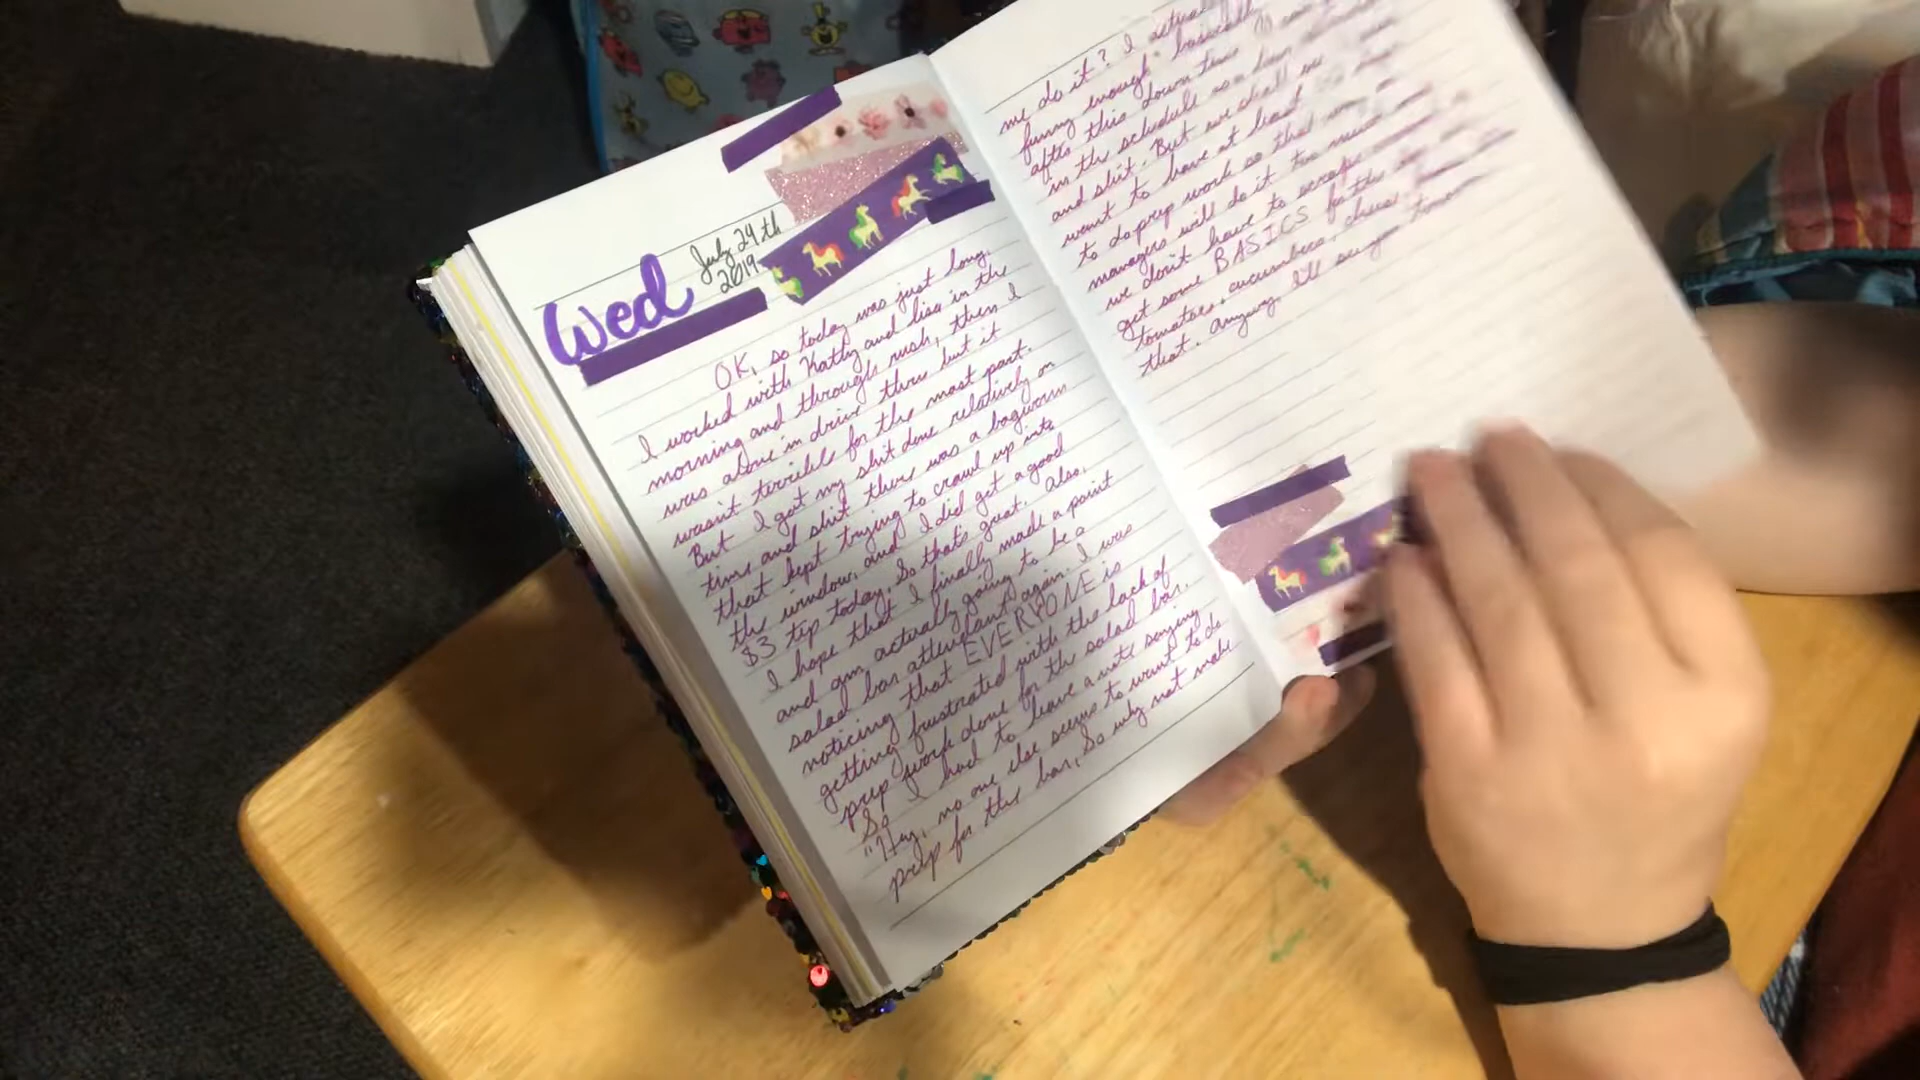 Wed
July 24th
2019
OK, so today was just long.
I worked with Kathy and lisa in the
morning and through rush, then I
was alone in drive thru but it
wasn't terrible for the most part.
But I got my shit done relatively on
time and shit there was a bagworm
that kept trying to crawl up into
the window, and I did get a good
$3 tip today. So that's great. Also,
I hope that I finally made a point
and am actually going to be a
salad bar attendant again. I was
noticing that EVERYONE is
getting frustrated with the lack of
prep work done for the salad bar.
So I had to leave a note saying
"Hey, no one else seems to want to do
prep for the bar, So why not make
me do it? I actua
funny enough" basically
after this down thus
in the schedule as a
and shit. But we shall see
want to have at least
to do prep work so that
managers will do it too much
we don't have to scrape
get some BASICS for the
tomatoes, cucumbers, cheese
that. anyway I'll see you tomorr